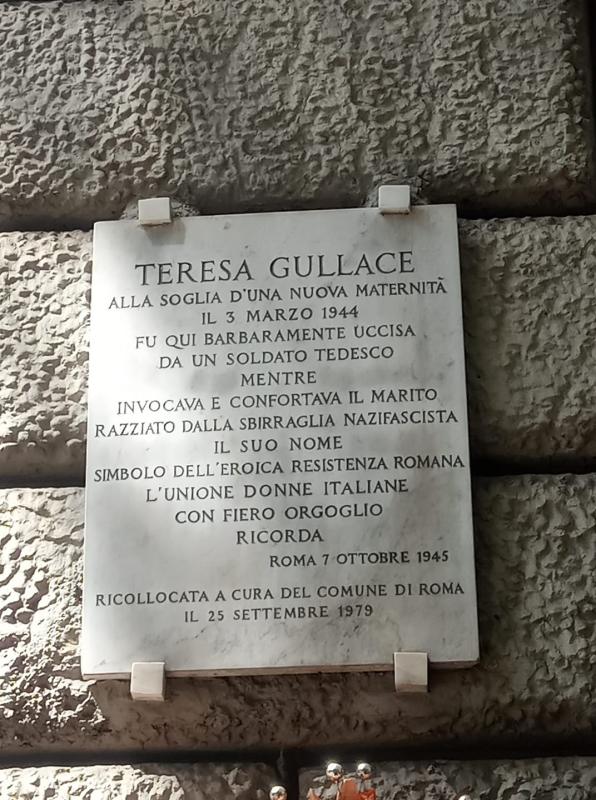 TERESA GULLACE
ALLA SOGLIA D'UNA NUOVA MATERNITÀ
IL 3 MARZO 1944
FU QUI BARBARAMENTE UCCISA
DA UN SOLDATO TEDESCO
MENTRE
INVOCAVA E CONFORTAVA IL MARITO
RAZZIATO DALLA SBIRRAGLIA NAZIFASCISTA
IL SUO NOME
SIMBOLO DELL'EROICA RESISTENZA ROMANA
L'UNIONE DONNE ITALIANE
CON FIERO ORGOGLIO
RICORDA
ROMA 7 OTTOBRE 1945
RICOLLOCATA A CURA DEL COMUNE DI ROMA
IL 25 SETTEMBRE 1979